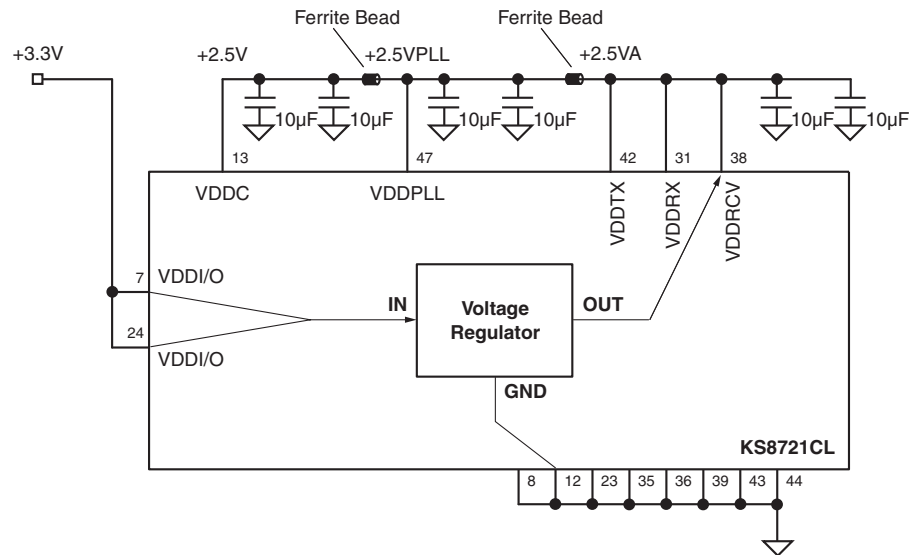 Ferrite Bead
Ferrite Bead
+3.3V
+2.5V
+2.5VPLL
+2.5VA
10µF
10µF
10µF
10µF
10µF
10µF
13
47
42
31
38
VDDC
VDDPLL
VDDTX
VDDRX
VDDRCV
7
VDDI/O
IN
Voltage
Regulator
OUT
24
VDDI/O
GND
KS8721CL
8
12
23
35
36
39
43
44